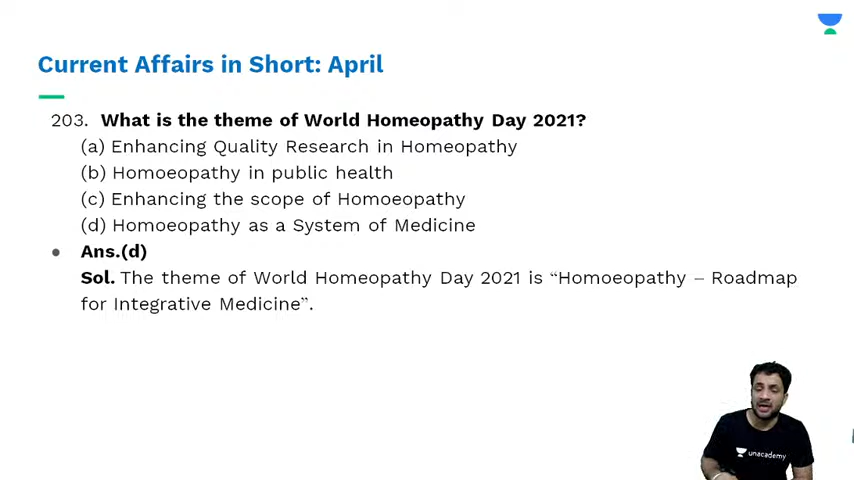 Current Affairs in Short: April
203. What is the theme of World Homeopathy Day 2021?
(a) Enhancing Quality Research in Homeopathy
(b) Homoeopathy in public health
(c) Enhancing the scope of Homoeopathy
(d) Homoeopathy as a System of Medicine
● Ans.(d)
Sol. The theme of World Homeopathy Day 2021 is “Homoeopathy – Roadmap
for Integrative Medicine”.
unacademy